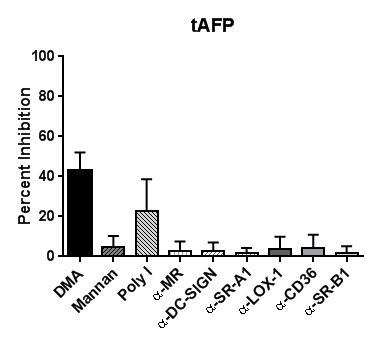 tAFP
Percent Inhibition
100
80
60
40
20
0
DMA
Mannan
Poly I
α-MR
α-DC-SIGN
α-SR-A1
α-LOX-1
α-CD36
α-SR-B1